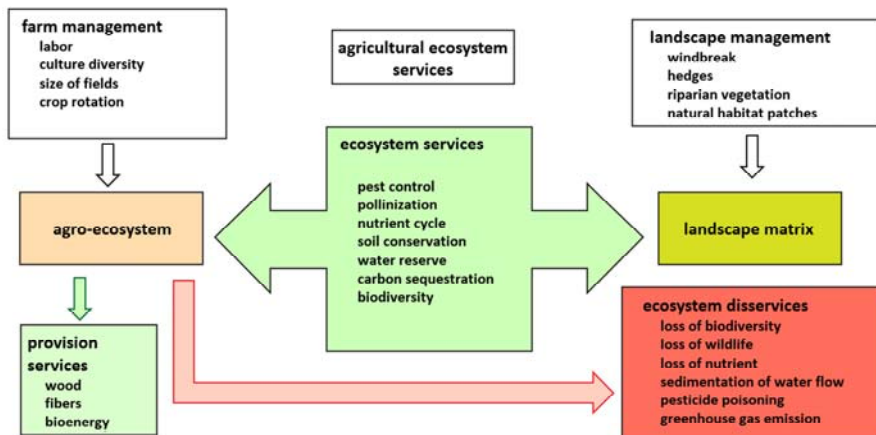 farm management
labor
culture diversity
size of fields
crop rotation
agricultural ecosystem
services
landscape management
windbreak
hedges
riparian vegetation
natural habitat patches
ecosystem services
pest control
pollinization
nutrient cycle
soil conservation
water reserve
carbon sequestration
biodiversity
agro-ecosystem
landscape matrix
provision
services
wood
fibers
bioenergy
ecosystem disservices
loss of biodiversity
loss of wildlife
loss of nutrient
sedimentation of water flow
pesticide poisoning
greenhouse gas emission